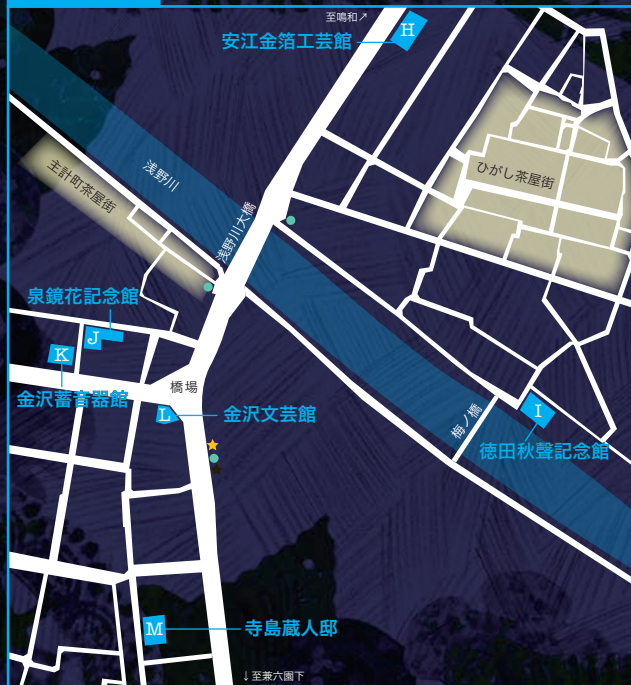 至鳴和↗
安江金箔工芸館
H
ひがし茶屋街
浅野川
主計町茶屋街
浅野川大橋
泉鏡花記念館
J
K
金沢蓄音器館
橋場
L
金沢文芸館
梅ノ橋
I
徳田秋聲記念館
M
寺島蔵人邸
↓至兼六園下